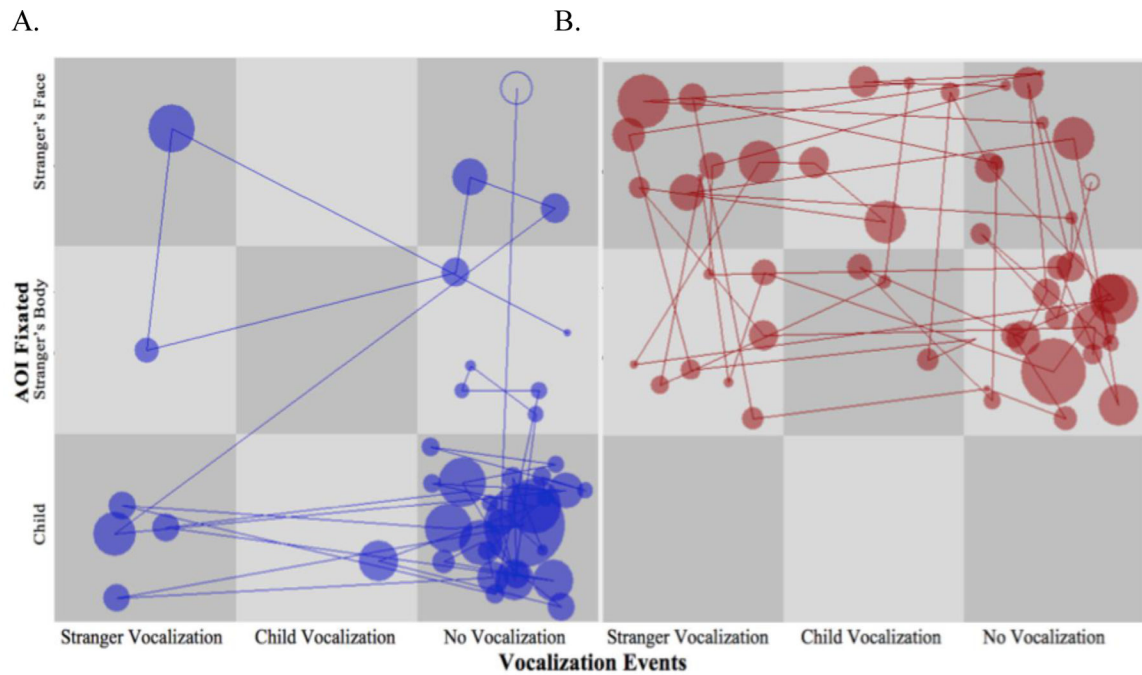 A.
B.
AOI Fixated
Stranger's Face
Stranger's Body
Child
Stranger Vocalization
Child Vocalization
No Vocalization
Stranger Vocalization
Child Vocalization
No Vocalization
Vocalization Events